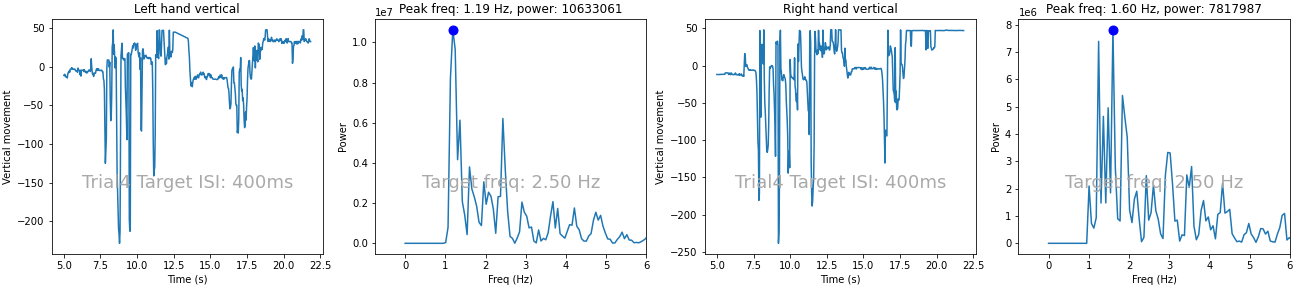 Left hand vertical
Vertical movement
50
0
−50
−100
−150
−200
Trial4 Target ISI: 400ms
5.0 7.5 10.0 12.5 15.0 17.5 20.0 22.5
Time (s)
1e7
Peak freq: 1.19 Hz, power: 10633061
Power
1.0
0.8
0.6
0.4
0.2
0.0
Target freq: 2.50 Hz
0 1 2 3 4 5 6
Freq (Hz)
Right hand vertical
Vertical movement
50
0
−50
−100
−150
−200
−250
Trial4 Target ISI: 400ms
5.0 7.5 10.0 12.5 15.0 17.5 20.0 22.5
Time (s)
1e6
Peak freq: 1.60 Hz, power: 7817987
Power
8
7
6
5
4
3
2
1
0
Target freq: 2.50 Hz
0 1 2 3 4 5 6
Freq (Hz)